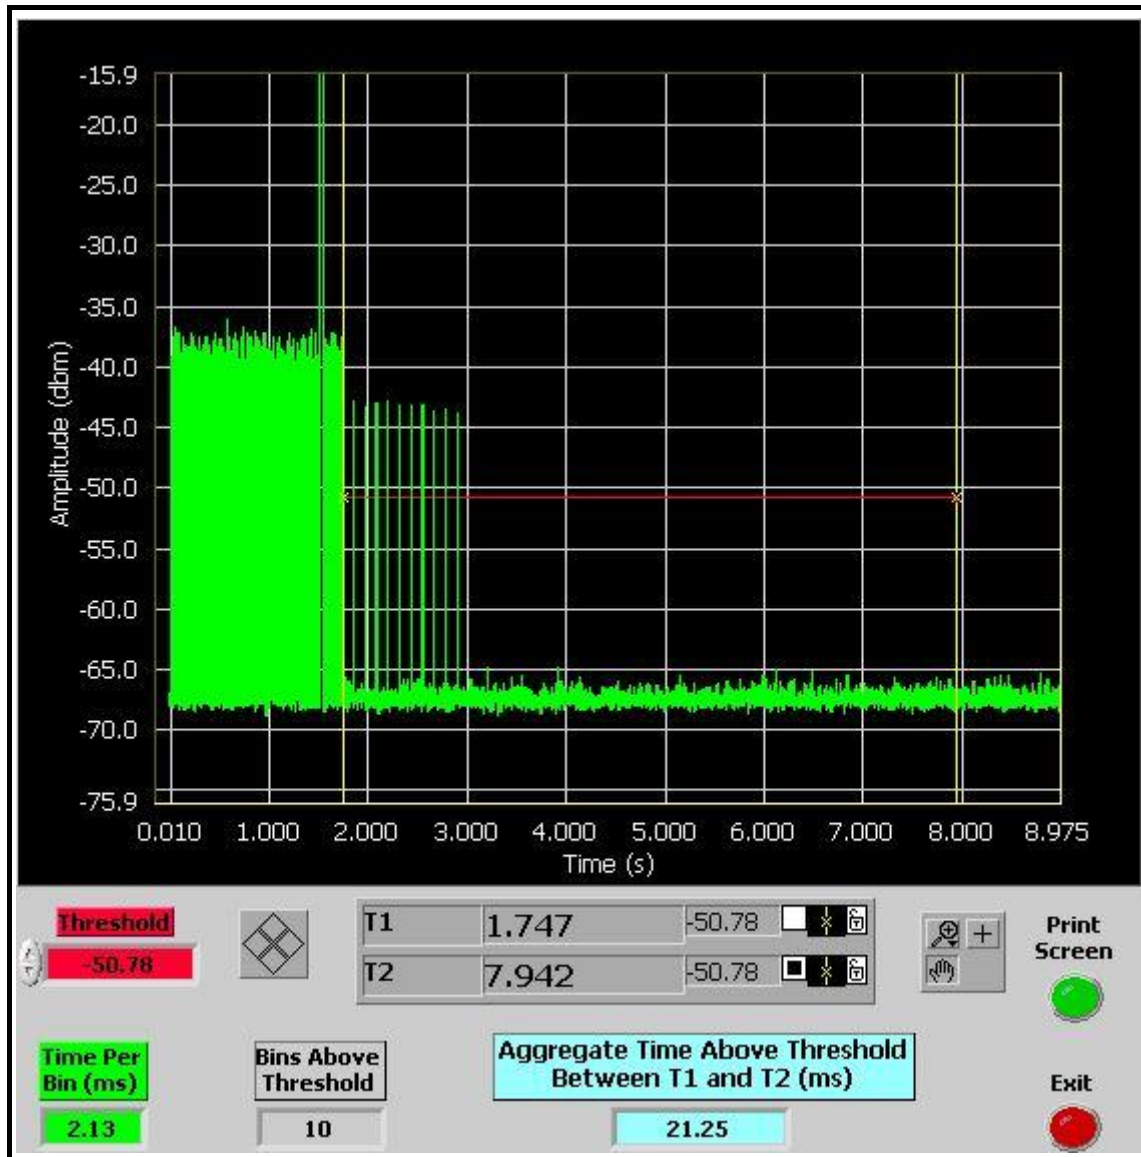 -15.9
-20.0
-25.0
-30.0
-35.0
-40.0
-45.0
-50.0
-55.0
-60.0
-65.0
-70.0
-75.9
Amplitude (dbm)
0.010 1.000 2.000 3.000 4.000 5.000 6.000 7.000 8.000 8.975
Time (s)
Threshold
-50.78
T1 1.747 -50.78
T2 7.942 -50.78
Print
Screen
Time Per
Bin (ms)
2.13
Bins Above
Threshold
10
Aggregate Time Above Threshold
Between T1 and T2 (ms)
21.25
Exit